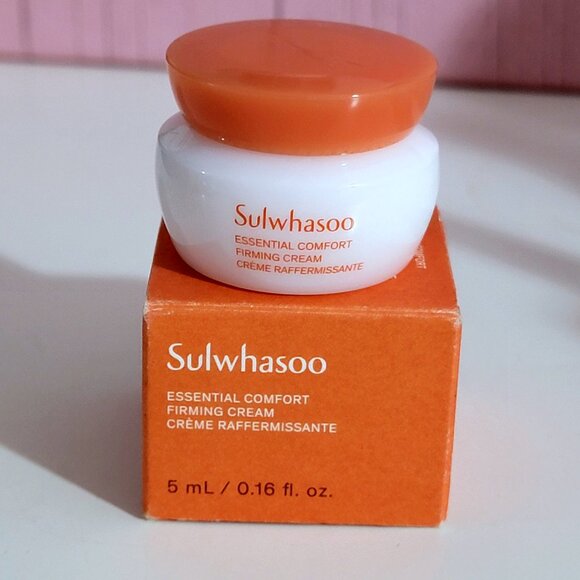 Sulwhasoo
ESSENTIAL COMFORT
FIRMING CREAM
CRÈME RAFFERMISSANTE
Sulwhasoo
ESSENTIAL COMFORT
FIRMING CREAM
CRÈME RAFFERMISSANTE
5 mL / 0.16 fl. oz.